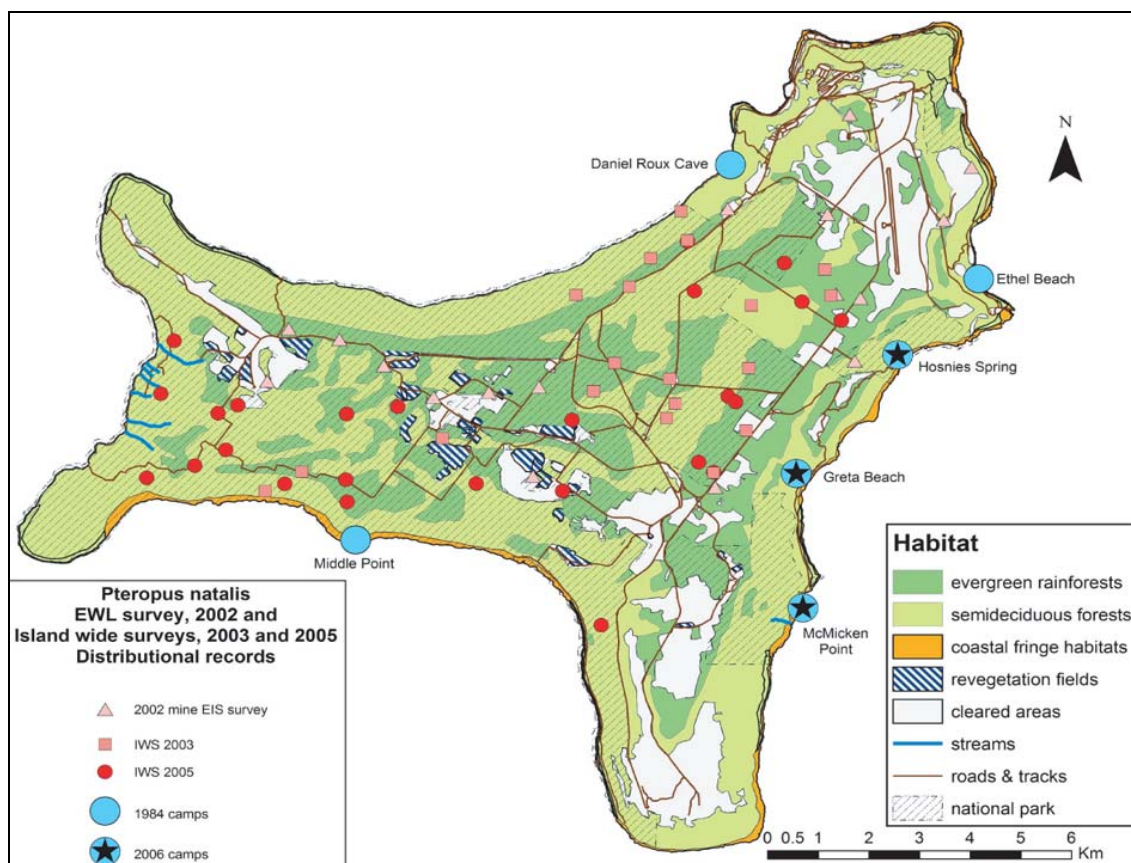 Daniel Roux Cave
N
Ethel Beach
Hosnies Spring
Greta Beach
Middle Point
McMicken
Point
Pteropus natalis
EWL survey, 2002 and
Island wide surveys, 2003 and 2005
Distributional records
2002 mine EIS survey
IWS 2003
IWS 2005
1984 camps
2006 camps
Habitat
evergreen rainforests
semideciduous forests
coastal fringe habitats
revegetation fields
cleared areas
streams
roads & tracks
national park
0 0.5 1 2 3 4 5 6
Km